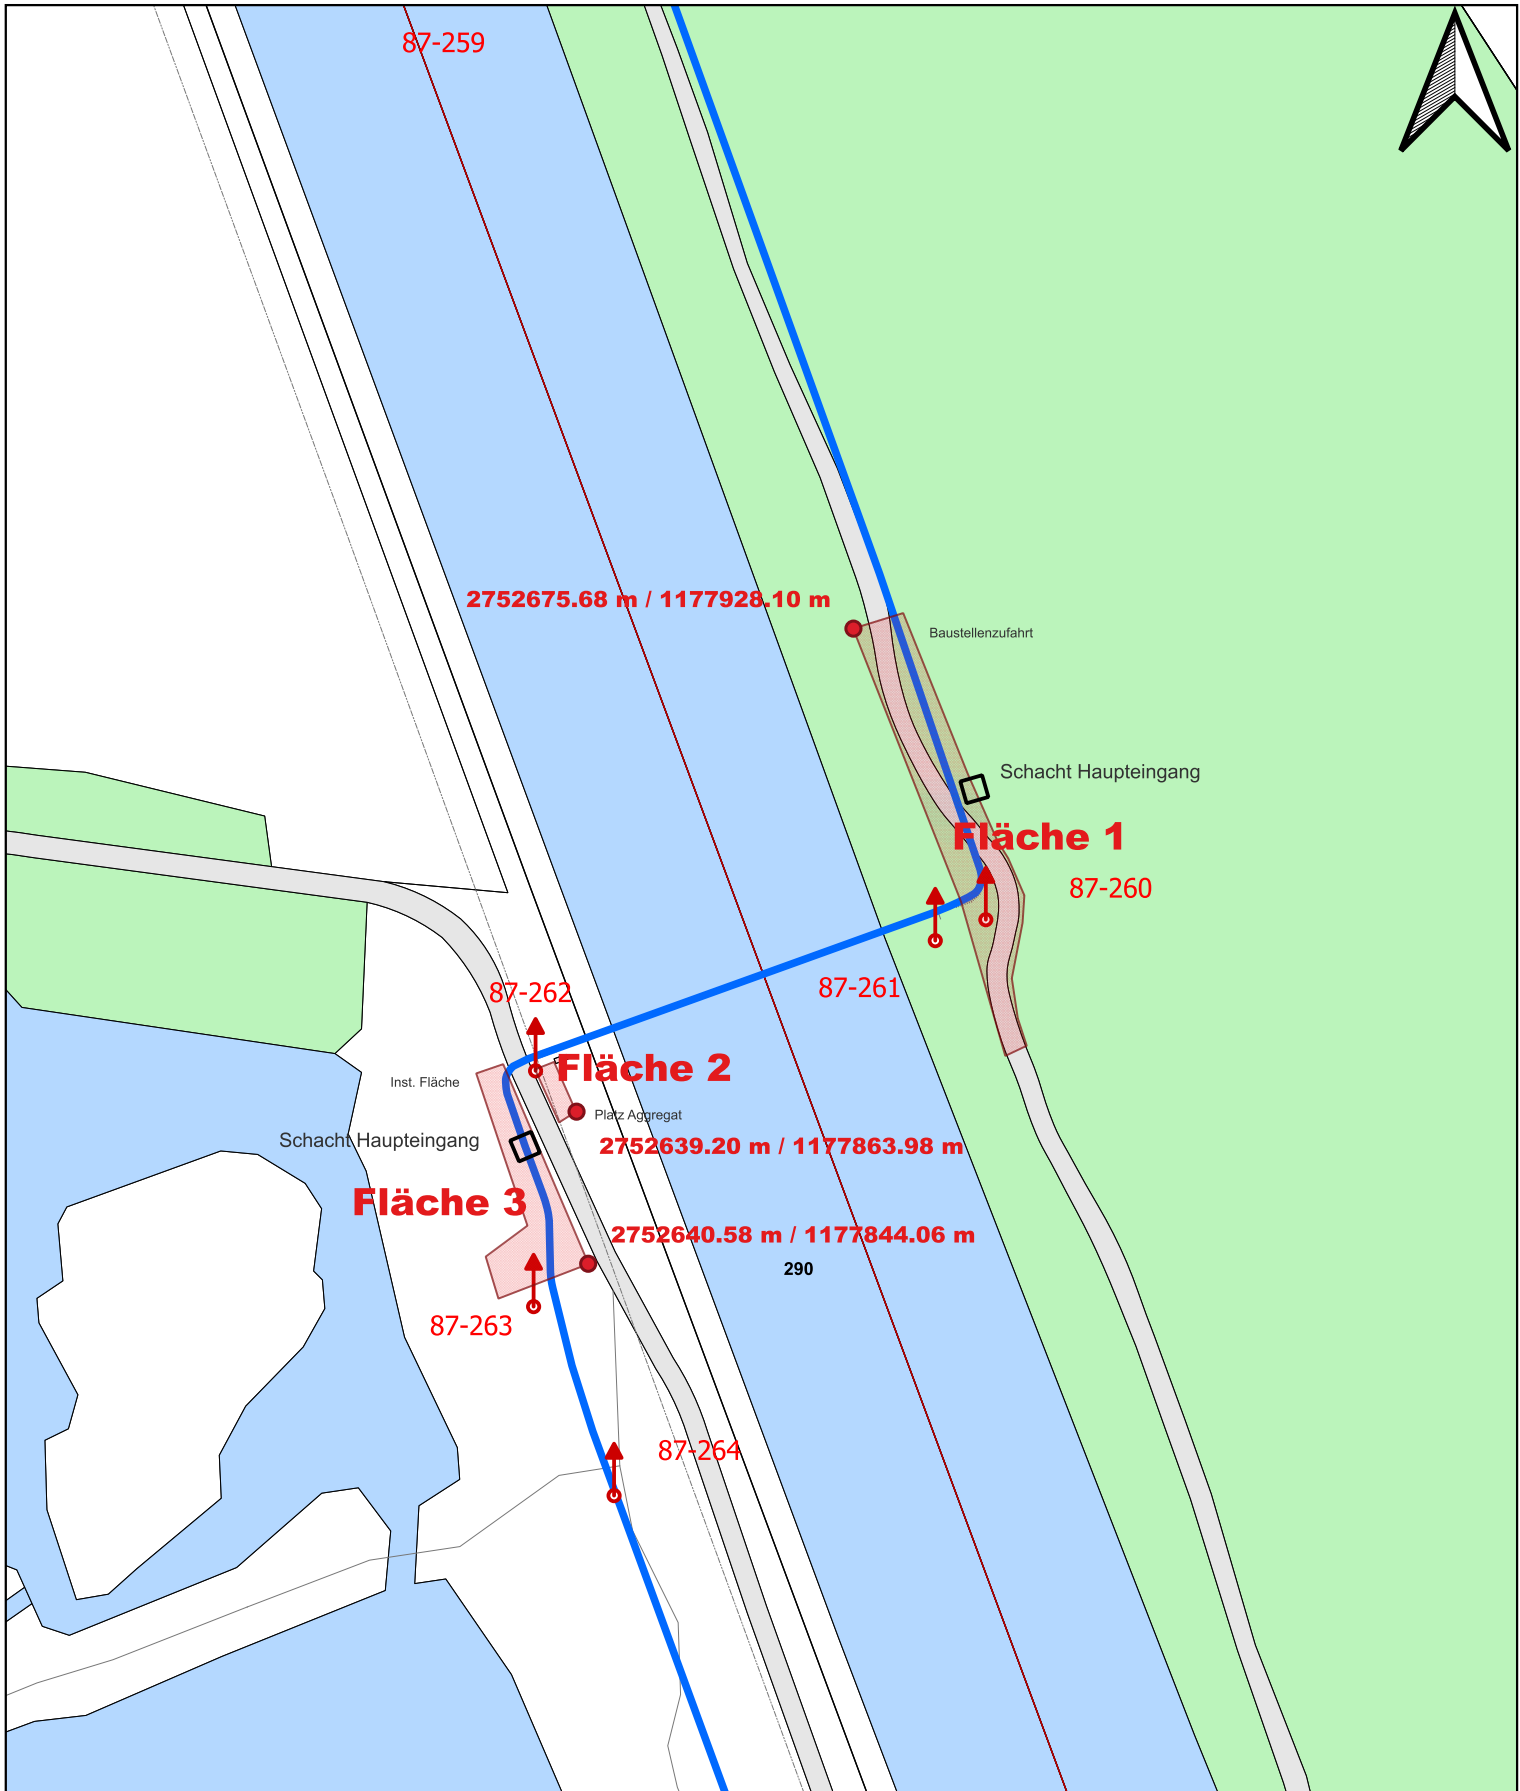 87-259
2752675.68 m / 1177928.10 m
Baustellenzufahrt
Schacht Haupteingang
Fläche 1
87-260
87-261
87-262
Fläche 2
Inst. Fläche
Platz Aggregat
Schacht Haupteingang
2752639.20 m / 1177863.98 m
Fläche 3
2752640.58 m / 1177844.06 m
290
87-263
87-264